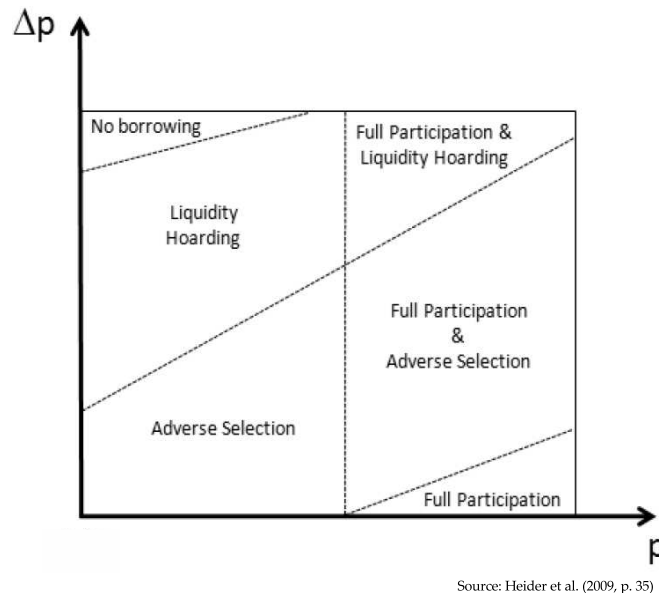 Δp
No borrowing
Full Participation &
Liquidity Hoarding
Liquidity
Hoarding
Full Participation
&
Adverse Selection
Adverse Selection
Full Participation
p
Source: Heider et al. (2009, p. 35)